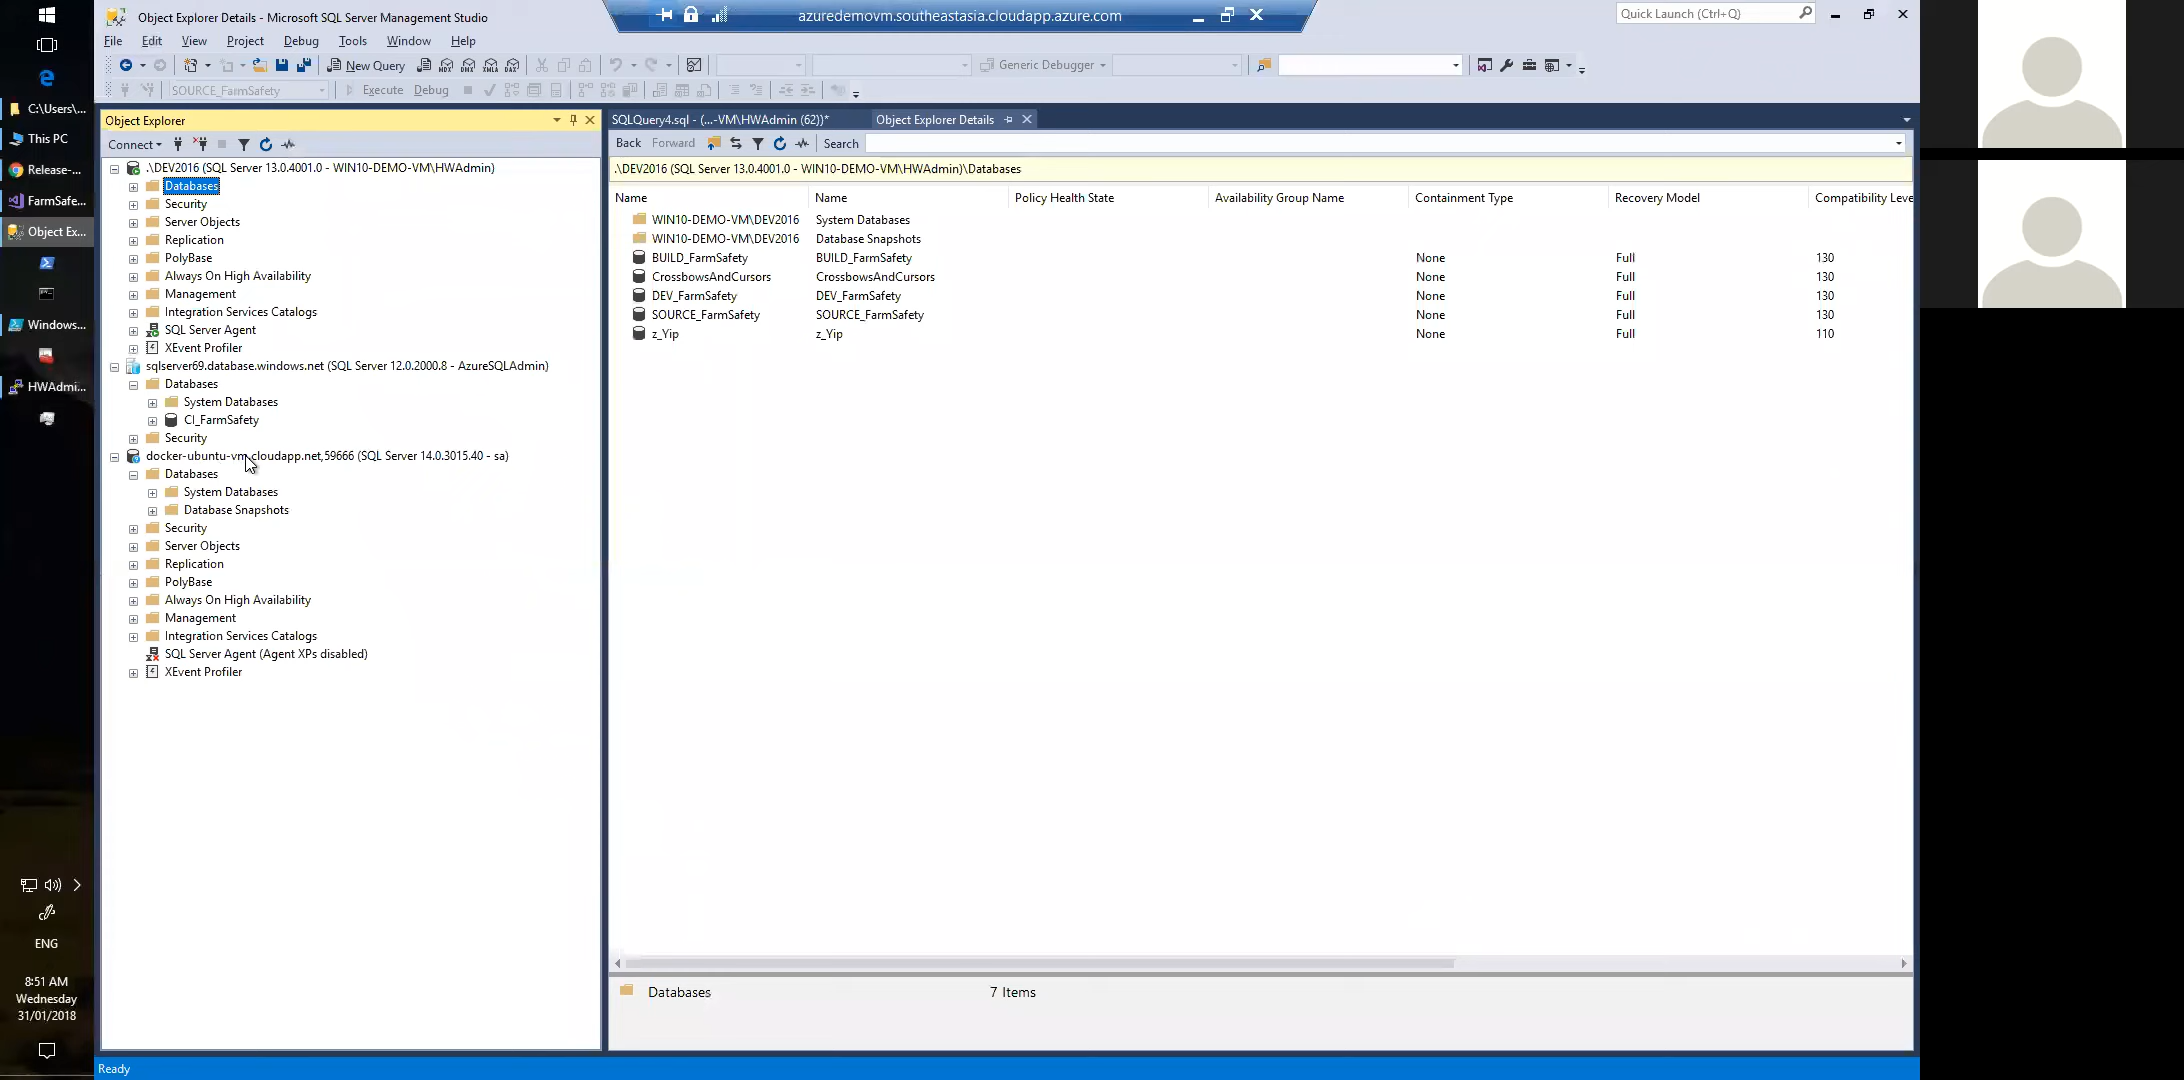 Object Explorer Details - Microsoft SQL Server Management Studio
azuredemovm.southeastasia.cloudapp.azure.com
Quick Launch (Ctrl+Q)
File Edit View Project Debug Tools Window Help
New Query
Generic Debugger
SOURCE_FarmSafety
Execute Debug
C:\Users\...
This PC
Release-...
FarmSafe...
Object Ex...
Windows...
HWAdmi...
ENG
8:51 AM
Wednesday
31/01/2018
Object Explorer
Connect
.\DEV2016 (SQL Server 13.0.4001.0 - WIN10-DEMO-VM\HWAdmin)
Databases
Security
Server Objects
Replication
PolyBase
Always On High Availability
Management
Integration Services Catalogs
SQL Server Agent
XEvent Profiler
sqlserver69.database.windows.net (SQL Server 12.0.2000.8 - AzureSQLAdmin)
Databases
System Databases
CI_FarmSafety
Security
docker-ubuntu-vm.cloudapp.net,59666 (SQL Server 14.0.3015.40 - sa)
Databases
System Databases
Database Snapshots
Security
Server Objects
Replication
PolyBase
Always On High Availability
Management
Integration Services Catalogs
SQL Server Agent (Agent XPs disabled)
XEvent Profiler
SQLQuery4.sql - (...-VM\HWAdmin (62))*
Object Explorer Details
Back Forward Search
.\DEV2016 (SQL Server 13.0.4001.0 - WIN10-DEMO-VM\HWAdmin)\Databases
Name Name Policy Health State Availability Group Name Containment Type Recovery Model Compatibility Leve
WIN10-DEMO-VM\DEV2016 System Databases
WIN10-DEMO-VM\DEV2016 Database Snapshots
BUILD_FarmSafety BUILD_FarmSafety None Full 130
CrossbowsAndCursors CrossbowsAndCursors None Full 130
DEV_FarmSafety DEV_FarmSafety None Full 130
SOURCE_FarmSafety SOURCE_FarmSafety None Full 130
z_Yip z_Yip None Full 110
Databases 7 Items
Ready